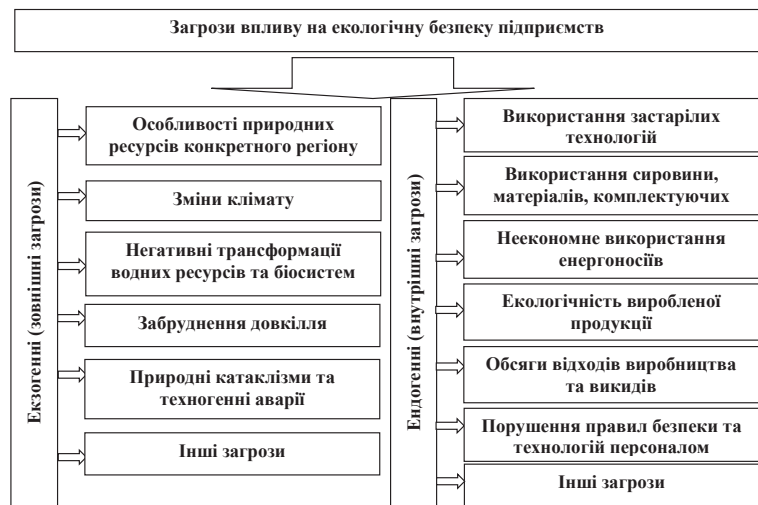 Загрози впливу на екологічну безпеку підприємств
Екзогенні (зовнішні загрози)
Особливості природних
ресурсів конкретного регіону
Зміни клімату
Негативні трансформації
водних ресурсів та біосистем
Забруднення довкілля
Природні катаклізми та
техногенні аварії
Інші загрози
Ендогенні (внутрішні загрози)
Використання застарілих
технологій
Використання сировини,
матеріалів, комплектуючих
Неекономне використання
енергоносіїв
Екологічність виробленої
продукції
Обсяги відходів виробництва
та викидів
Порушення правил безпеки та
технологій персоналом
Інші загрози